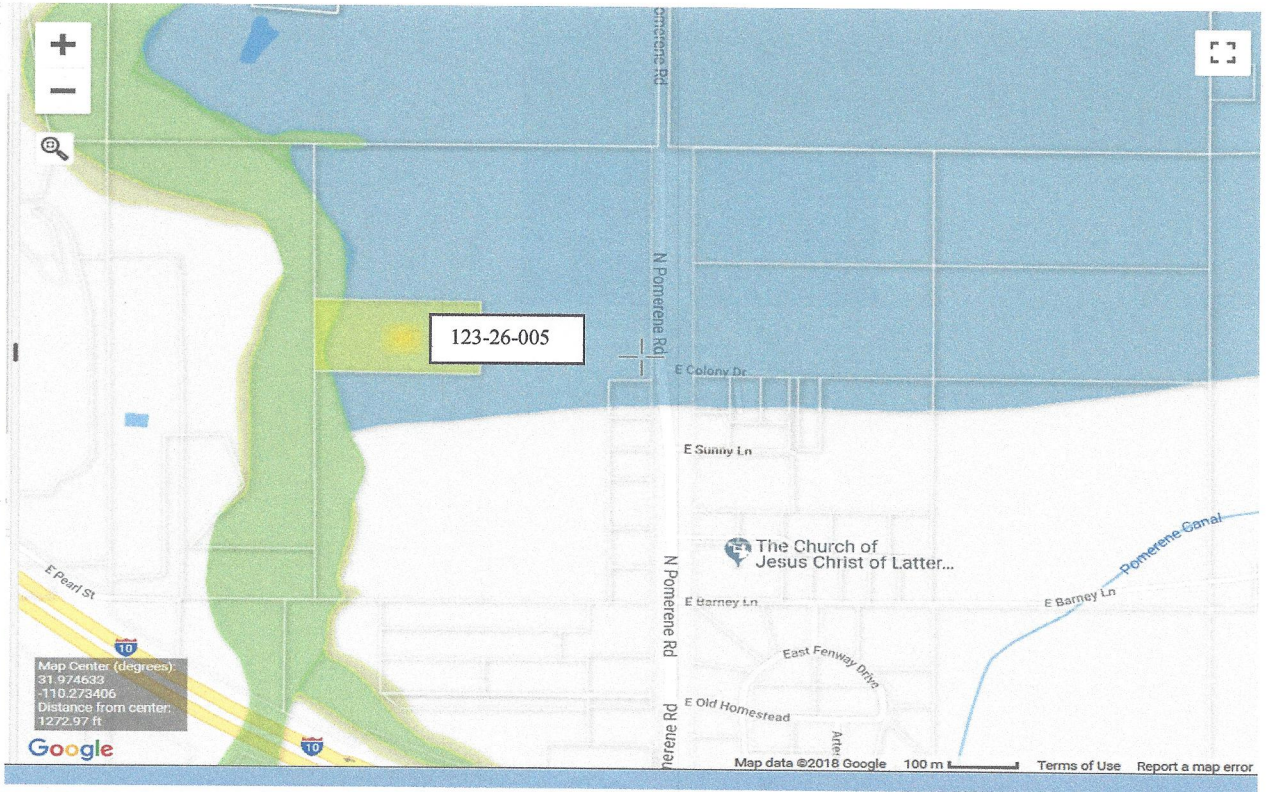 +
−
omerene Rd
N Pomerene Rd
123-26-005
E Colony Dr
E Sunny Ln
The Church of
Jesus Christ of Latter...
Pomerene Canal
E Pearl St
N Pomerene Rd
E Barney Ln
E Barney Ln
10
East Fenway Drive
Map Center (degrees):
31.974633
-110.273406
Distance from center:
1272.97 ft
E Old Homestead
nerene Rd
Artes
10
Google
Map data ©2018 Google
100 m
Terms of Use
Report a map error